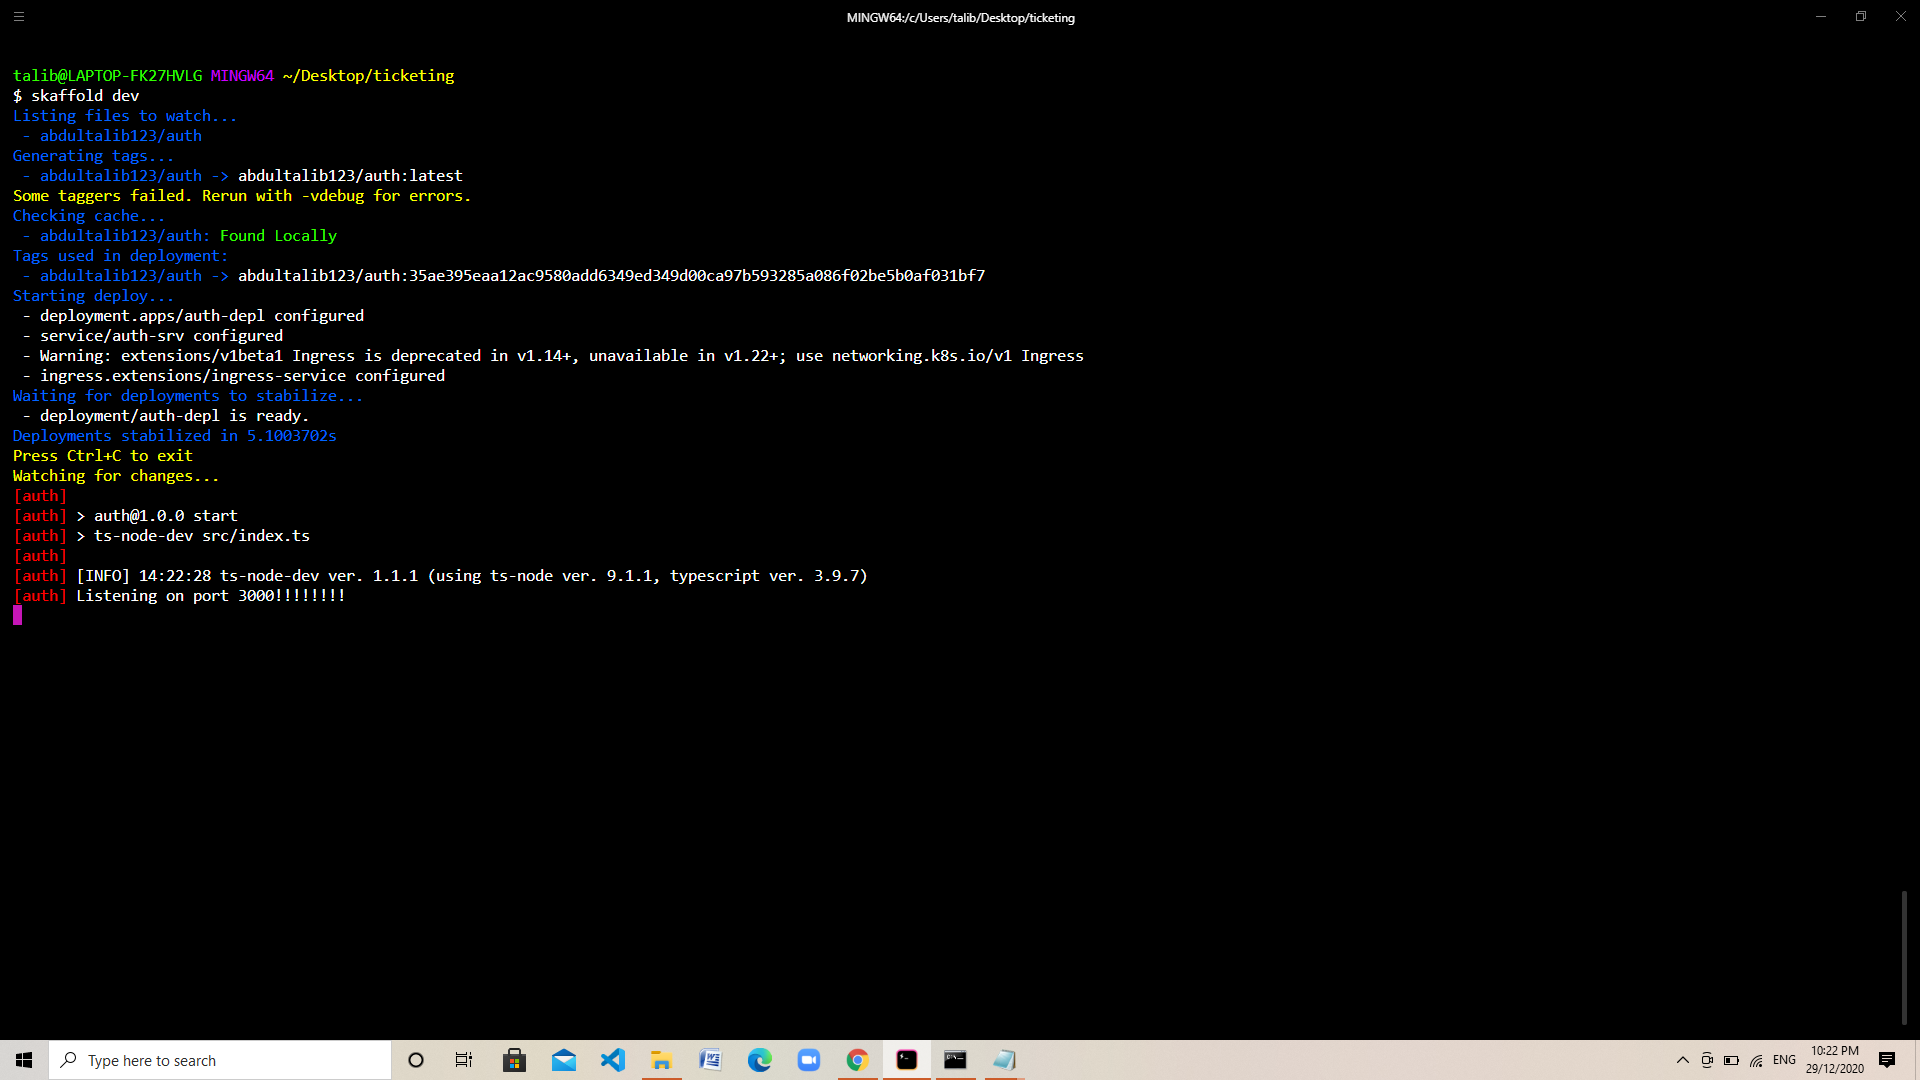 MINGW64:/c/Users/talib/Desktop/ticketing
talib@LAPTOP-FK27HVLG MINGW64 ~/Desktop/ticketing
$ skaffold dev
Listing files to watch...
 - abdultalib123/auth
Generating tags...
 - abdultalib123/auth -> abdultalib123/auth:latest
Some taggers failed. Rerun with -vdebug for errors.
Checking cache...
 - abdultalib123/auth: Found Locally
Tags used in deployment:
 - abdultalib123/auth -> abdultalib123/auth:35ae395eaa12ac9580add6349ed349d00ca97b593285a086f02be5b0af031bf7
Starting deploy...
 - deployment.apps/auth-depl configured
 - service/auth-srv configured
 - Warning: extensions/v1beta1 Ingress is deprecated in v1.14+, unavailable in v1.22+; use networking.k8s.io/v1 Ingress
 - ingress.extensions/ingress-service configured
Waiting for deployments to stabilize...
 - deployment/auth-depl is ready.
Deployments stabilized in 5.1003702s
Press Ctrl+C to exit
Watching for changes...
[auth]
[auth] > auth@1.0.0 start
[auth] > ts-node-dev src/index.ts
[auth]
[auth] [INFO] 14:22:28 ts-node-dev ver. 1.1.1 (using ts-node ver. 9.1.1, typescript ver. 3.9.7)
[auth] Listening on port 3000!!!!!!!!
Type here to search
ENG
10:22 PM
29/12/2020